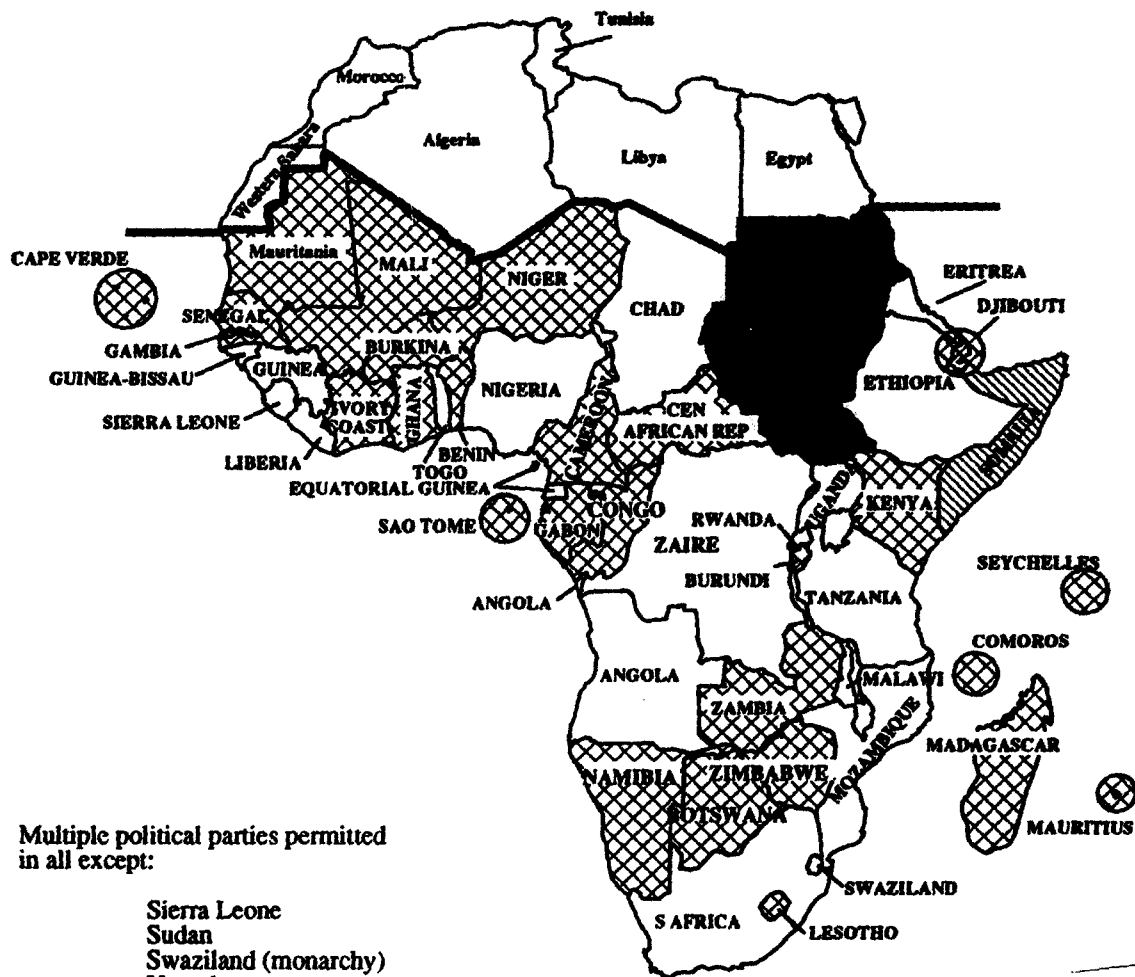 Tunisia
Morocco
Algeria
Libya
Egypt
Western Sahara
Mauritania
CAPE VERDE
MALI
NIGER
ERITREA
CHAD
DJIBOUTI
SENEGAL
GAMBIA
BURKINA
GUINEA-BISSAU
GUINEA
NIGERIA
ETHIOPIA
SIERRA LEONE
IVORY
COAST
GHANA
CAMEROON
CEN
AFRICAN REP
SOMALIA
LIBERIA
BENIN
TOGO
EQUATORIAL GUINEA
UGANDA
KENYA
SAO TOME
CONGO
GABON
RWANDA
ZAIRE
BURUNDI
SEYCHELLES
ANGOLA
TANZANIA
COMOROS
ANGOLA
MALAWI
ZAMBIA
MOZAMBIQUE
MADAGASCAR
NAMIBIA
ZIMBABWE
BOTSWANA
MAURITIUS
Multiple political parties permitted
in all except:
SWAZILAND
Sierra Leone
S AFRICA
LESOTHO
Sudan
Swaziland (monarchy)